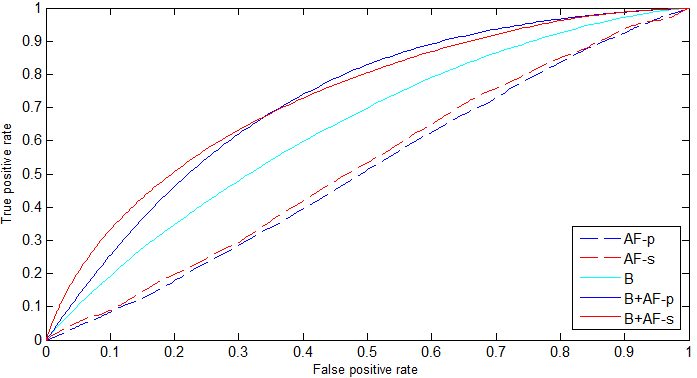 1
0.9
0.8
0.7
0.6
0.5
0.4
0.3
0.2
0.1
0
True positive rate
AF-p
AF-s
B
B+AF-p
B+AF-s
0 0.1 0.2 0.3 0.4 0.5 0.6 0.7 0.8 0.9 1
False positive rate